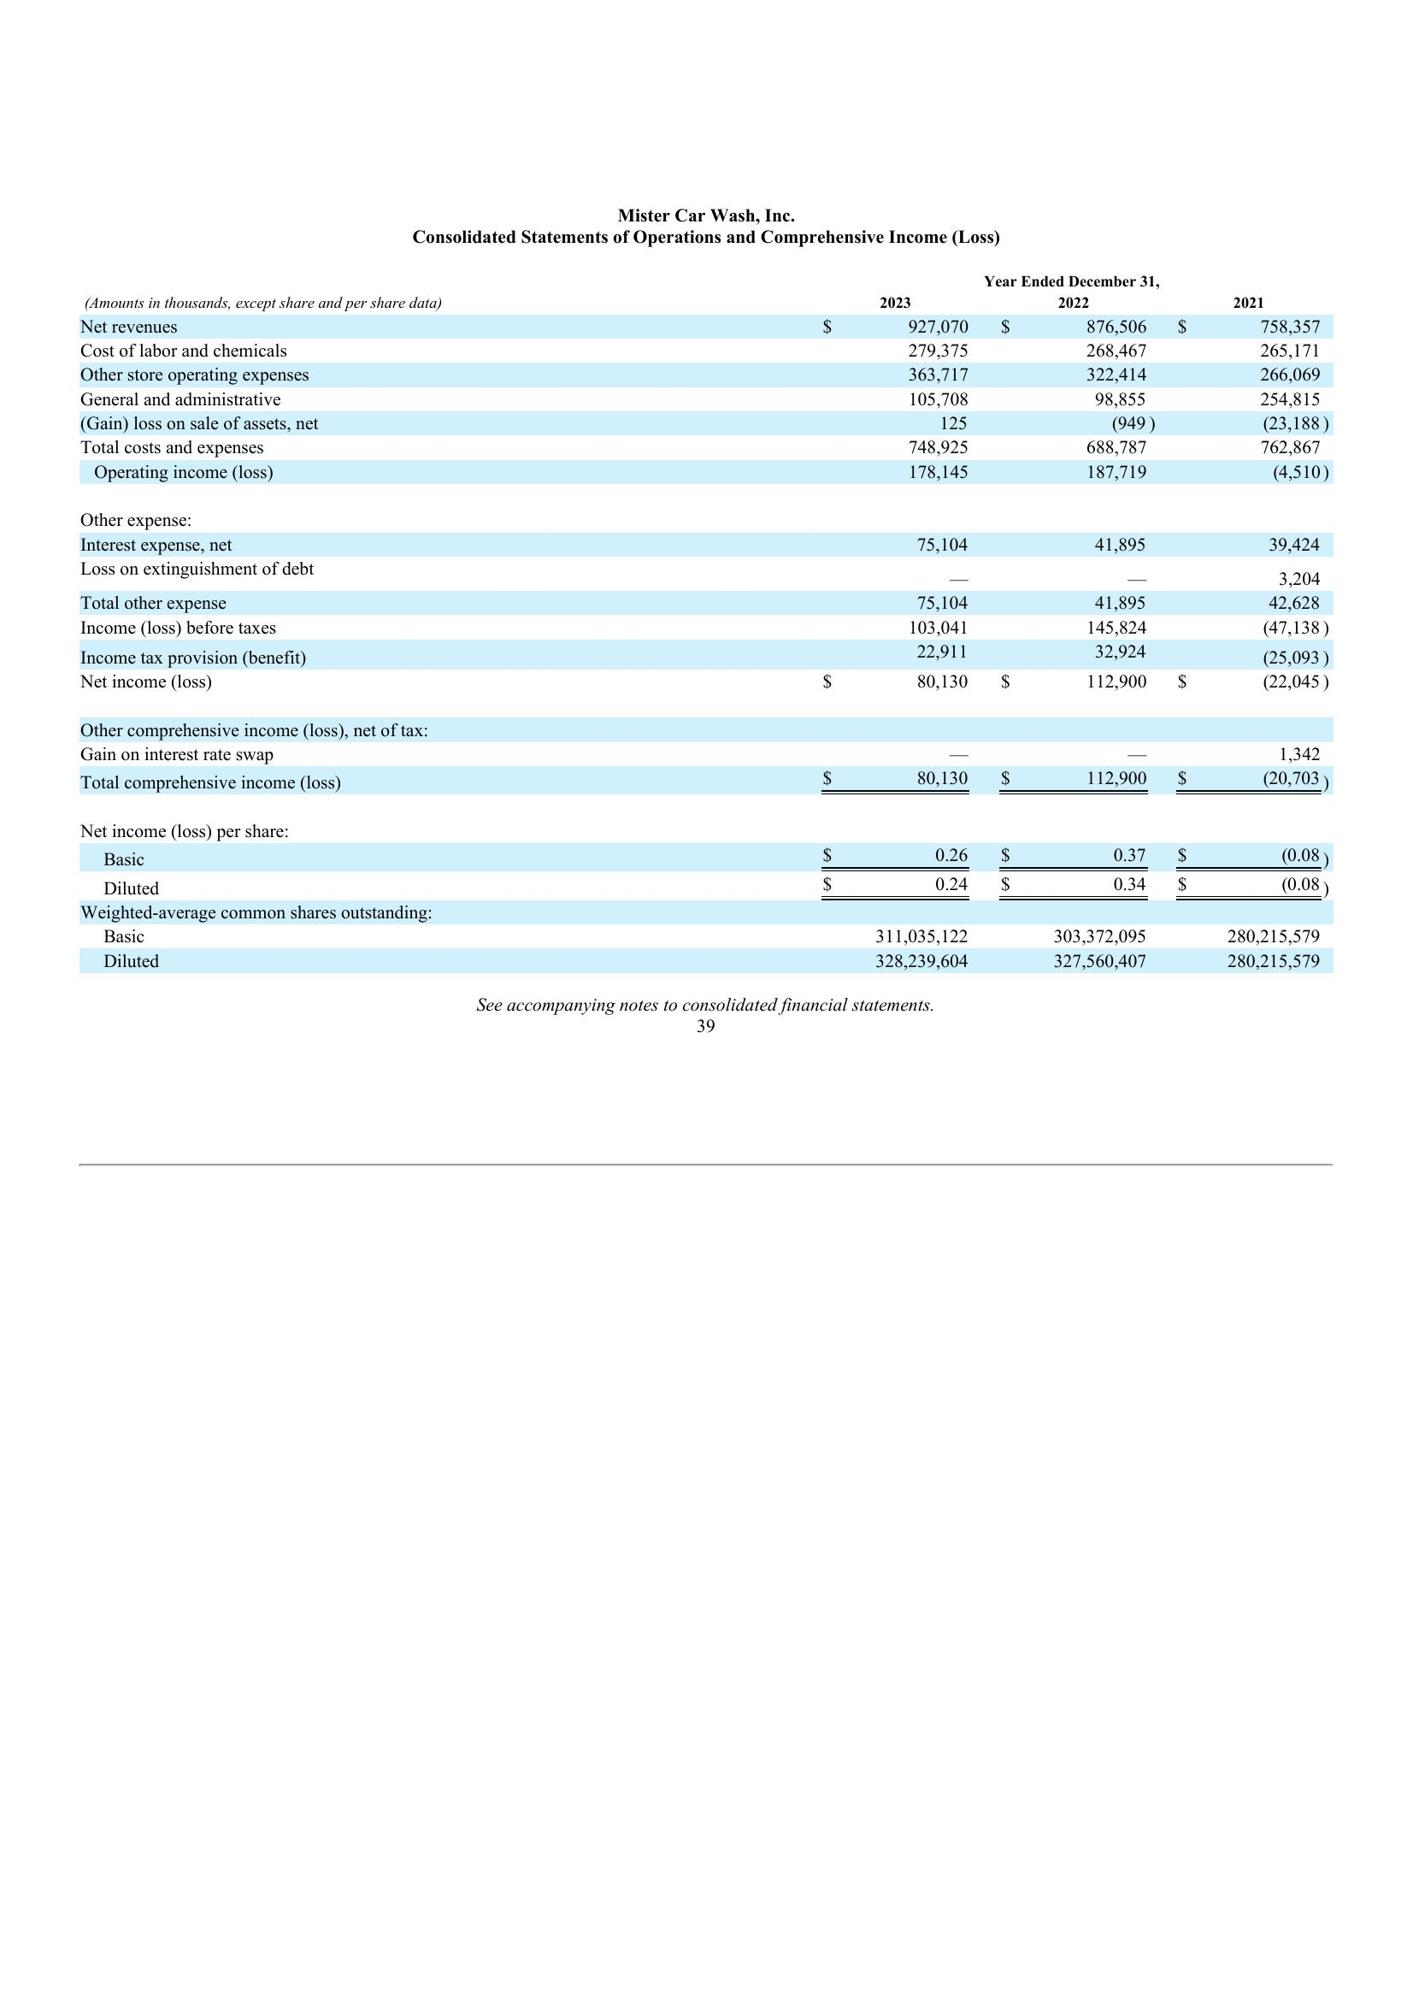 Mister Car Wash, Inc.
Consolidated Statements of Operations and Comprehensive Income (Loss)
Year Ended December 31,
(Amounts in thousands, except share and per share data) 2023 2022 2021
Net revenues $ 927,070 $ 876,506 $ 758,357
Cost of labor and chemicals 279,375 268,467 265,171
Other store operating expenses 363,717 322,414 266,069
General and administrative 105,708 98,855 254,815
(Gain) loss on sale of assets, net 125 (949 ) (23,188 )
Total costs and expenses 748,925 688,787 762,867
Operating income (loss) 178,145 187,719 (4,510 )
Other expense:
Interest expense, net 75,104 41,895 39,424
Loss on extinguishment of debt — — 3,204
Total other expense 75,104 41,895 42,628
Income (loss) before taxes 103,041 145,824 (47,138 )
Income tax provision (benefit) 22,911 32,924 (25,093 )
Net income (loss) $ 80,130 $ 112,900 $ (22,045 )
Other comprehensive income (loss), net of tax:
Gain on interest rate swap — — 1,342
Total comprehensive income (loss) $ 80,130 $ 112,900 $ (20,703 )
Net income (loss) per share:
Basic $ 0.26 $ 0.37 $ (0.08 )
Diluted $ 0.24 $ 0.34 $ (0.08 )
Weighted-average common shares outstanding:
Basic 311,035,122 303,372,095 280,215,579
Diluted 328,239,604 327,560,407 280,215,579
See accompanying notes to consolidated financial statements.
39